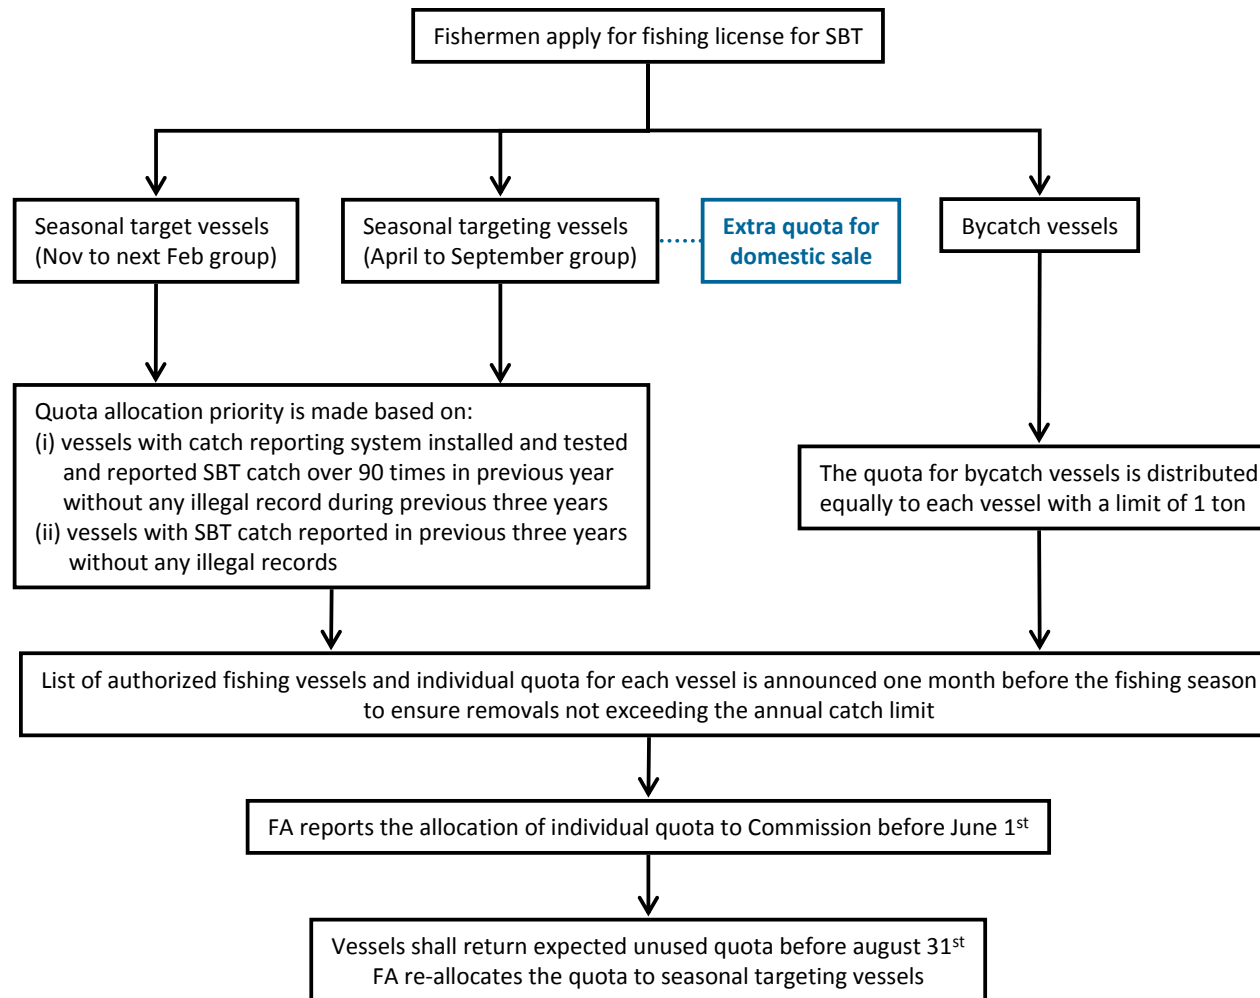 Fishermen apply for fishing license for SBT
Seasonal target vessels
(Nov to next Feb group)
Seasonal targeting vessels
(April to September group)
Extra quota for
domestic sale
Bycatch vessels
Quota allocation priority is made based on:
(i) vessels with catch reporting system installed and tested
and reported SBT catch over 90 times in previous year
without any illegal record during previous three years
(ii) vessels with SBT catch reported in previous three years
without any illegal records
The quota for bycatch vessels is distributed
equally to each vessel with a limit of 1 ton
List of authorized fishing vessels and individual quota for each vessel is announced one month before the fishing season
to ensure removals not exceeding the annual catch limit
FA reports the allocation of individual quota to Commission before June 1st
Vessels shall return expected unused quota before august 31st
FA re-allocates the quota to seasonal targeting vessels